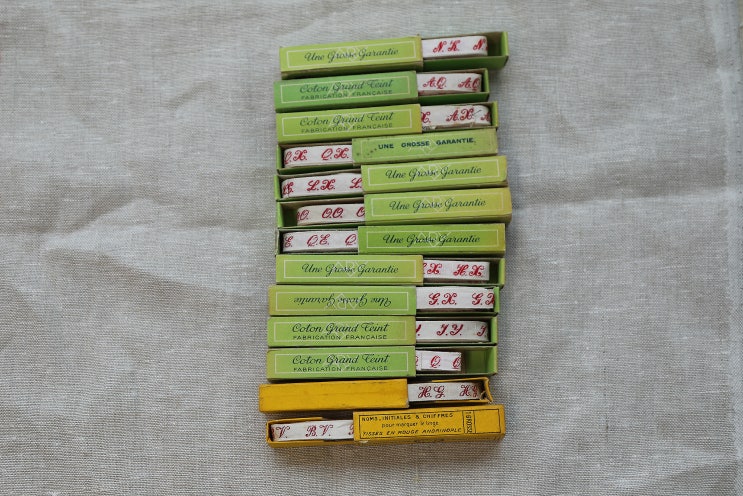 Une Grosse Garantie
N.K. N
Coton Grand Teint
FABRICATION FRANÇAISE
A.Q. A.Q.
Coton Grand Teint
FABRICATION FRANÇAISE
X. A.X. A.X.
Q.X. Q.X.
UNE GROSSE GARANTIE
X. L.X. L
Une Grosse Garantie
O. O.O. O
Une Grosse Garantie
E. Q.E. Q
Une Grosse Garantie
Une Grosse Garantie
X. H.X.
Une Grosse Garantie
G.X. G.X
Coton Grand Teint
FABRICATION FRANÇAISE
Coton Grand Teint
FABRICATION FRANÇAISE
Q Q
H.G. H
V. B.V.
NOMS, INITIALES & CHIFFRES
pour marquer le linge
TISSÉS EN ROUGE ANDRINOPLE
1 GROSSE